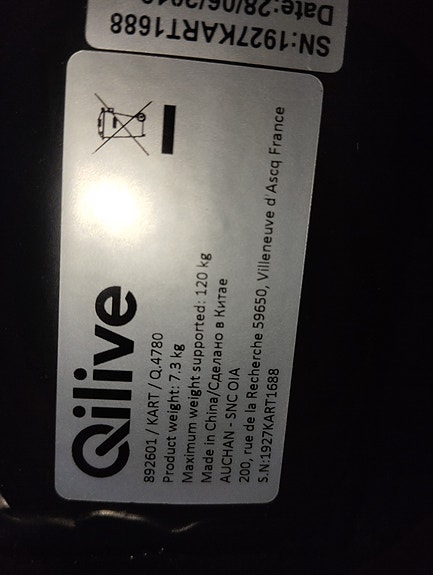 SN:1927KART1688
Qilive
892601 / KART / Q.4780
Product weight: 7.3 kg
Maximum weight supported: 120 kg
Made in China/Сделано в Китае
AUCHAN - SNC OIA
200, rue de la Recherche 59650, Villeneuve d'Ascq France
S.N:1927KART1688